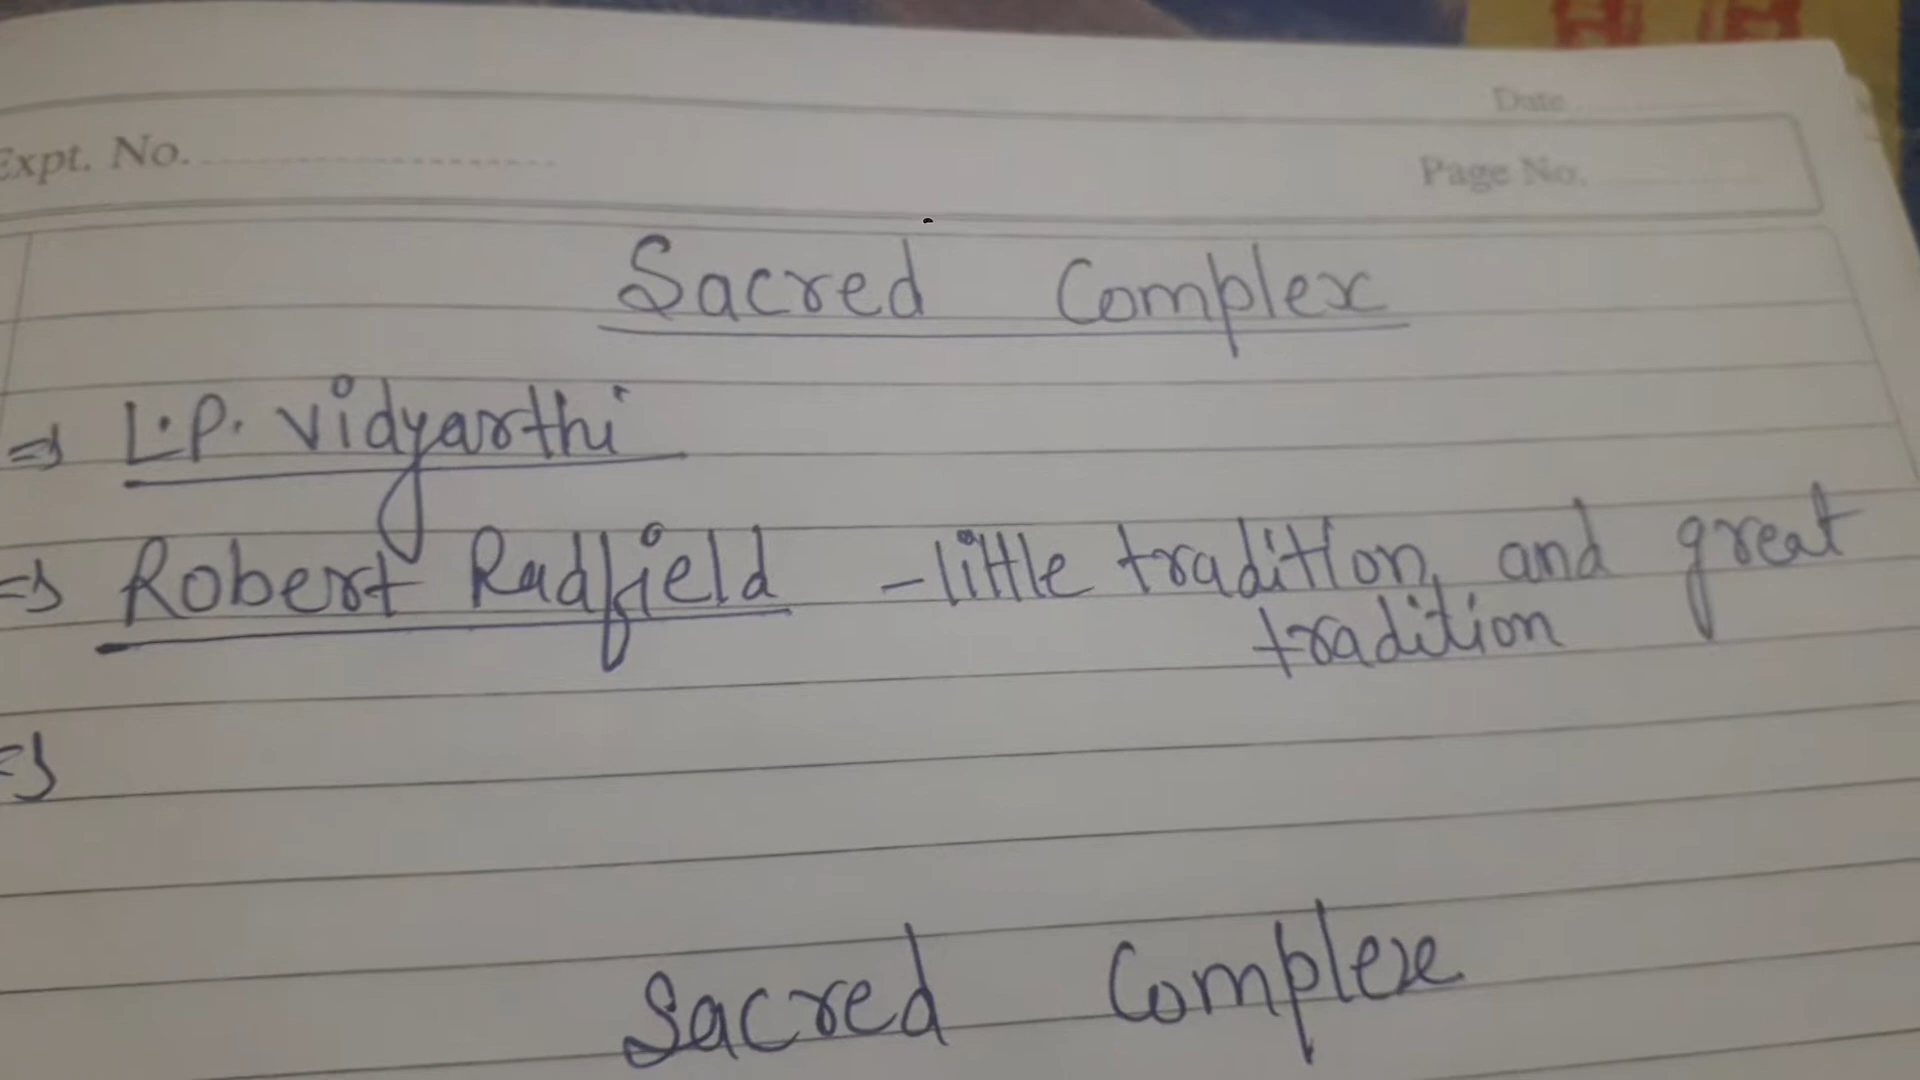 Date
Expt. No.
Page No.
Sacred Complex
⇒ L.P. Vidyarthi
⇒ Robert Radfield - little tradition, and great
tradition
⇒
Sacred Complex